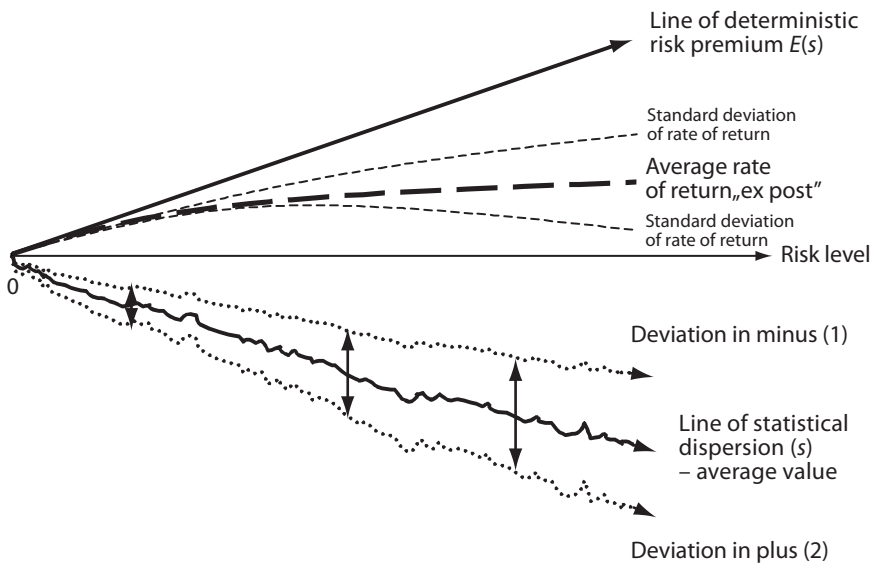 Line of deterministic
risk premium E(s)
Standard deviation
of rate of return
Average rate
of return„ex post”
Standard deviation
of rate of return
Risk level
0
Deviation in minus (1)
Line of statistical
dispersion (s)
– average value
Deviation in plus (2)